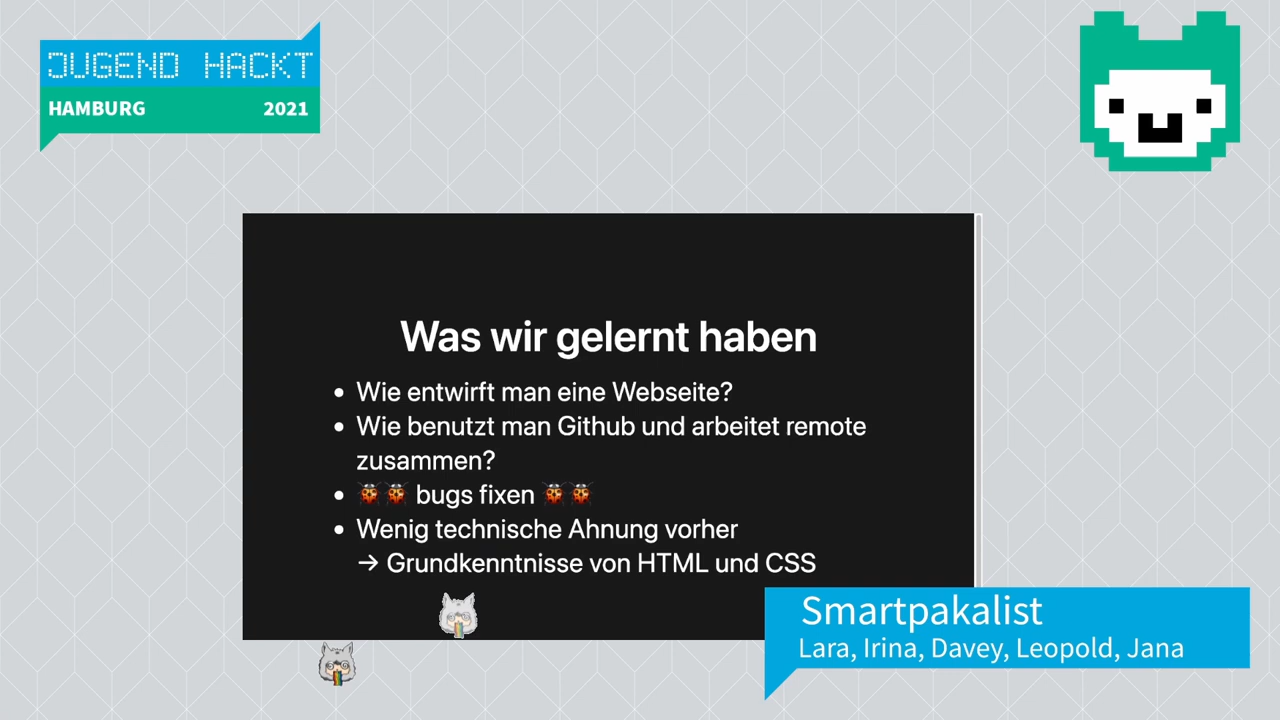 JUGEND HACKT
HAMBURG 2021
Was wir gelernt haben
• Wie entwirft man eine Webseite?
• Wie benutzt man Github und arbeitet remote
zusammen?
• 🐞🐞 bugs fixen 🐞🐞
• Wenig technische Ahnung vorher
→ Grundkenntnisse von HTML und CSS
Smartpakalist
Lara, Irina, Davey, Leopold, Jana